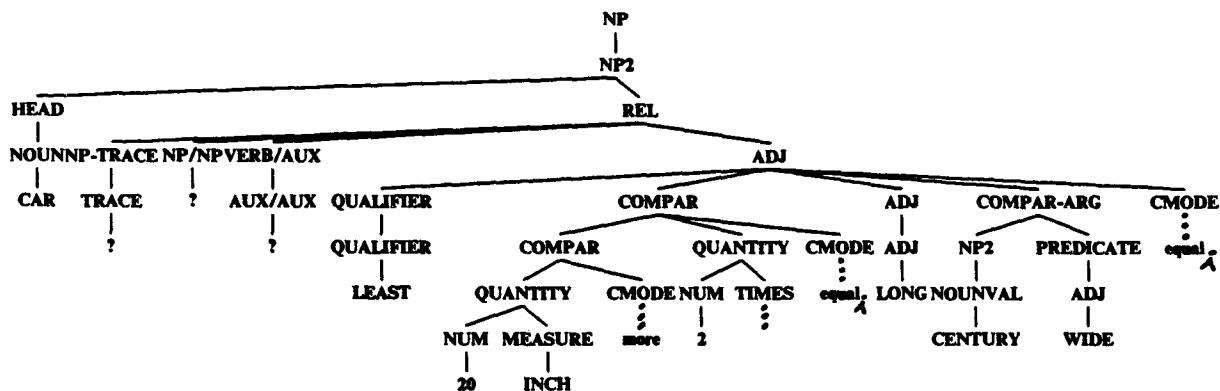 NP
NP2
HEAD REL
NOUN NP-TRACE NP/NP VERB/AUX ADJ
CAR TRACE ? AUX/AUX QUALIFIER COMPAR ADJ COMPAR-ARG CMODE
? ? QUALIFIER COMPAR QUANTITY CMODE ADJ NP2 PREDICATE equal
LEAST QUANTITY CMODE NUM TIMES equal LONG NOUNVAL ADJ
NUM MEASURE more 2 CENTURY WIDE
20 INCH